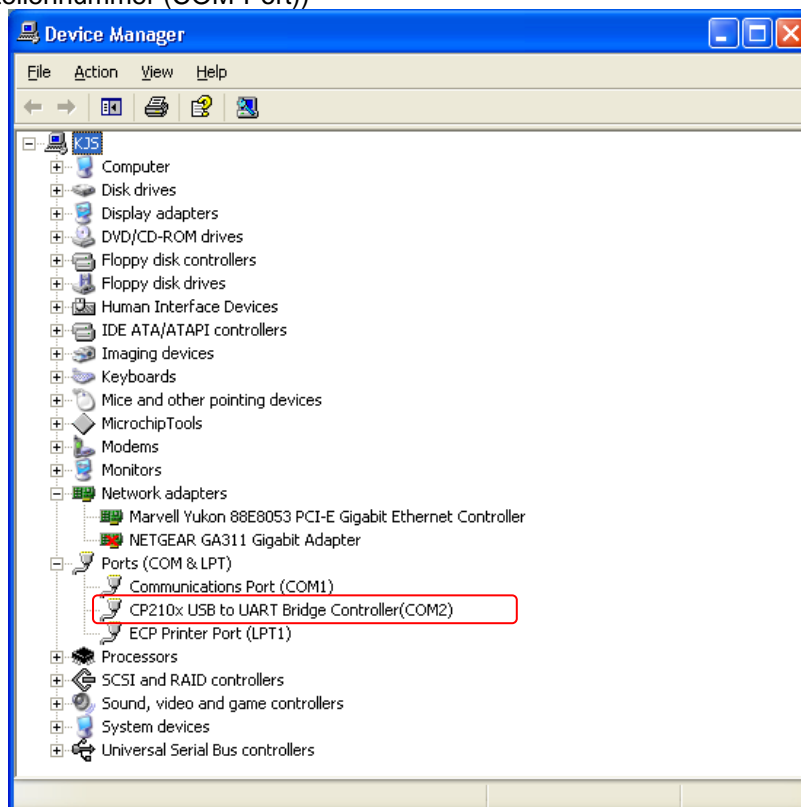 ellennummer (COM-Port))
Device Manager
File Action View Help
KJS
Computer
Disk drives
Display adapters
DVD/CD-ROM drives
Floppy disk controllers
Floppy disk drives
Human Interface Devices
IDE ATA/ATAPI controllers
Imaging devices
Keyboards
Mice and other pointing devices
MicrochipTools
Modems
Monitors
Network adapters
Marvell Yukon 88E8053 PCI-E Gigabit Ethernet Controller
NETGEAR GA311 Gigabit Adapter
Ports (COM & LPT)
Communications Port (COM1)
CP210x USB to UART Bridge Controller(COM2)
ECP Printer Port (LPT1)
Processors
SCSI and RAID controllers
Sound, video and game controllers
System devices
Universal Serial Bus controllers